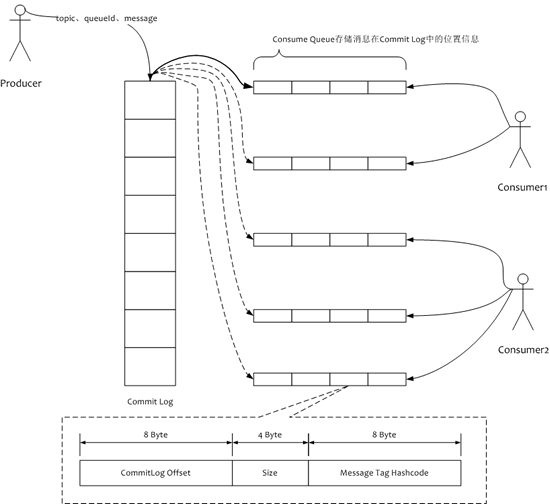 topic、queueId、message
Consume Queue存储消息在Commit Log中的位置信息
Producer
Consumer1
Consumer2
Commit Log
8 Byte
4 Byte
8 Byte
CommitLog Offset
Size
Message Tag Hashcode